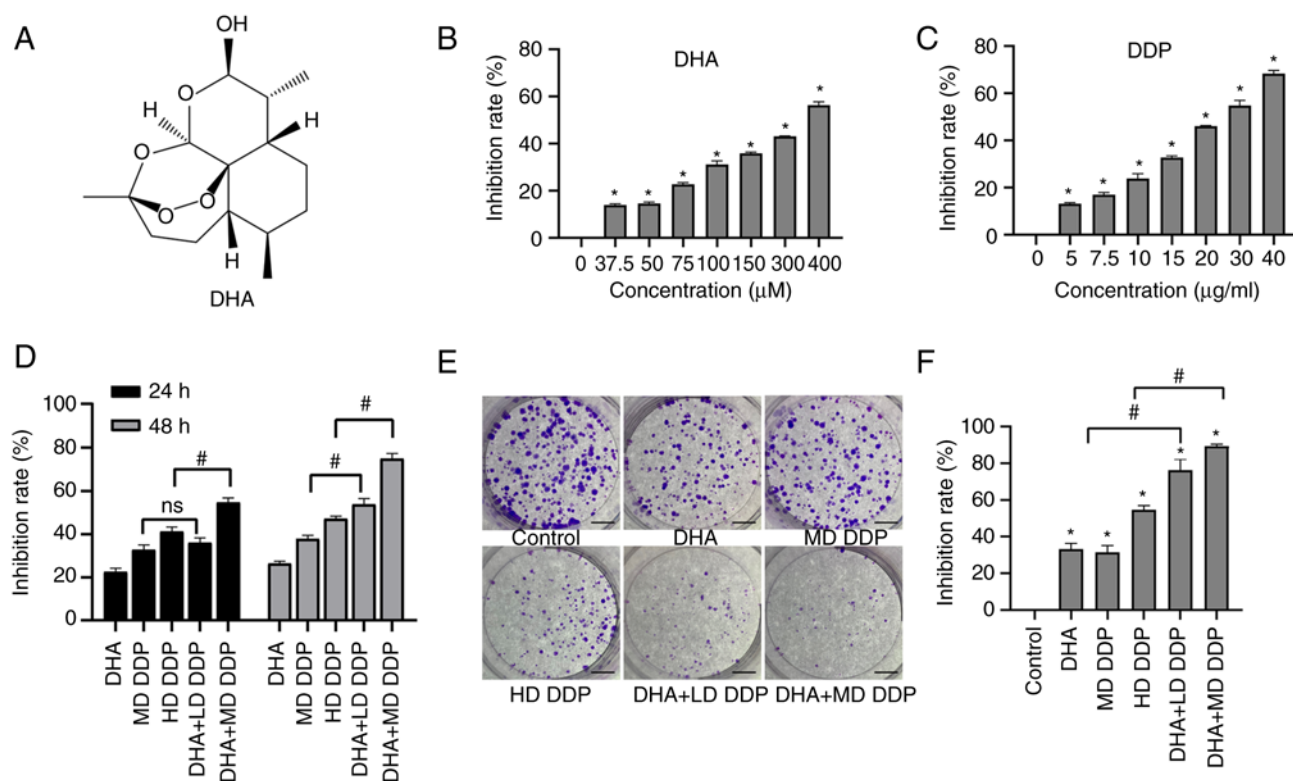 A
OH
O
H
H
O
O
O
H
DHA
B
DHA
Inhibition rate (%)
80
60
40
20
0
0 37.5 50 75 100 150 300 400
Concentration (µM)
* * * * * * *
C
DDP
Inhibition rate (%)
80
60
40
20
0
0 5 7.5 10 15 20 30 40
Concentration (µg/ml)
* * * * * * *
D
24 h
48 h
Inhibition rate (%)
100
80
60
40
20
0
ns
#
#
#
DHA
MD DDP
HD DDP
DHA+LD DDP
DHA+MD DDP
DHA
MD DDP
HD DDP
DHA+LD DDP
DHA+MD DDP
E
Control DHA MD DDP
HD DDP DHA+LD DDP DHA+MD DDP
F
#
#
Inhibition rate (%)
100
80
60
40
20
0
* * * * *
Control
DHA
MD DDP
HD DDP
DHA+LD DDP
DHA+MD DDP